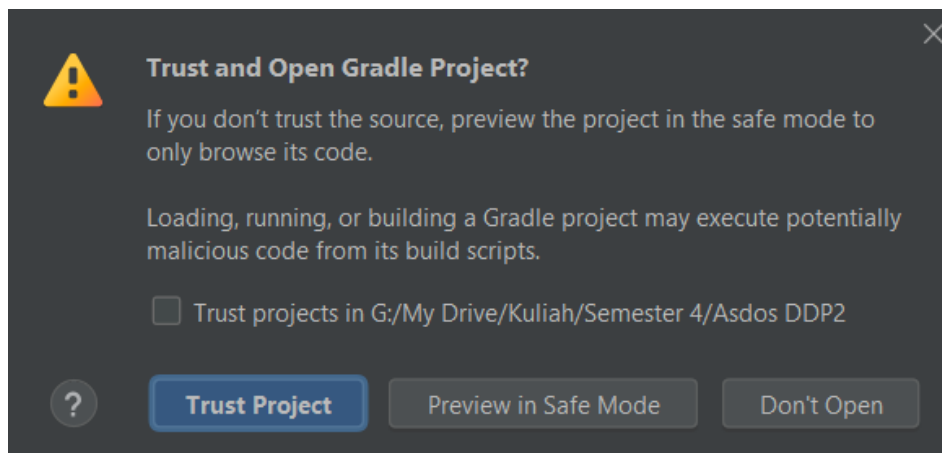 Trust and Open Gradle Project?
If you don't trust the source, preview the project in the safe mode to
only browse its code.
Loading, running, or building a Gradle project may execute potentially
malicious code from its build scripts.
Trust projects in G:/My Drive/Kuliah/Semester 4/Asdos DDP2
? Trust Project Preview in Safe Mode Don't Open